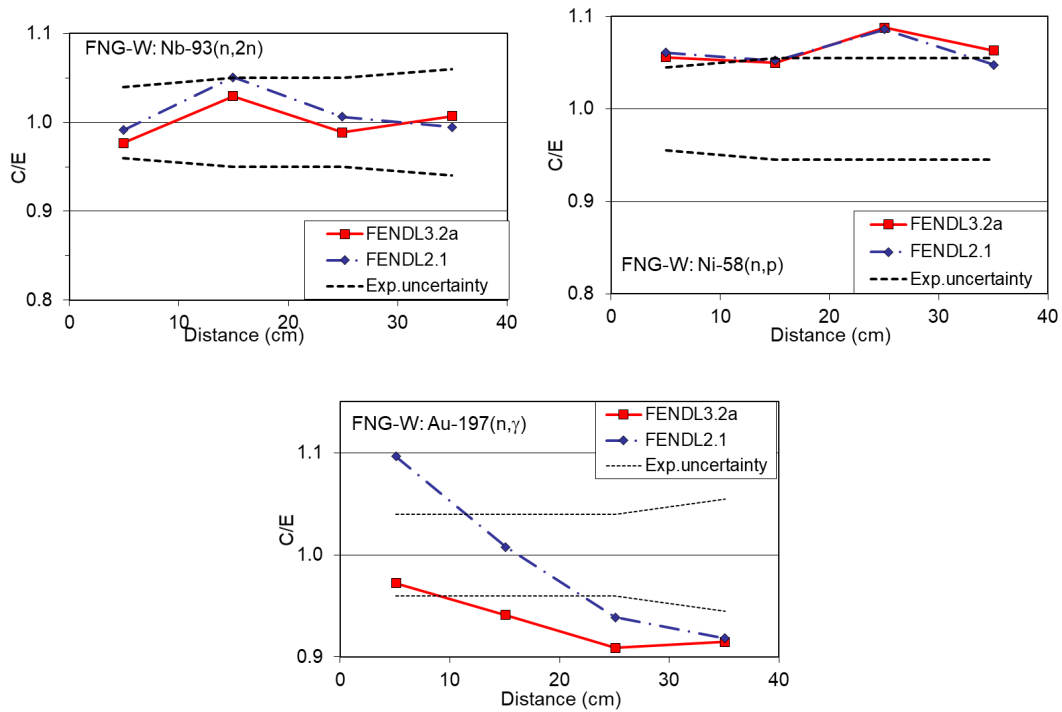 FNG-W: Nb-93(n,2n)
1.1
1.0
0.9
0.8
C/E
FENDL3.2a
FENDL2.1
Exp.uncertainty
0
10
20
30
40
Distance (cm)
1.1
1.0
0.9
0.8
C/E
FENDL3.2a
FENDL2.1
Exp.uncertainty
FNG-W: Ni-58(n,p)
0
10
20
30
40
Distance (cm)
FNG-W: Au-197(n,γ)
FENDL3.2a
FENDL2.1
Exp.uncertainty
1.1
1.0
0.9
C/E
0
10
20
30
40
Distance (cm)